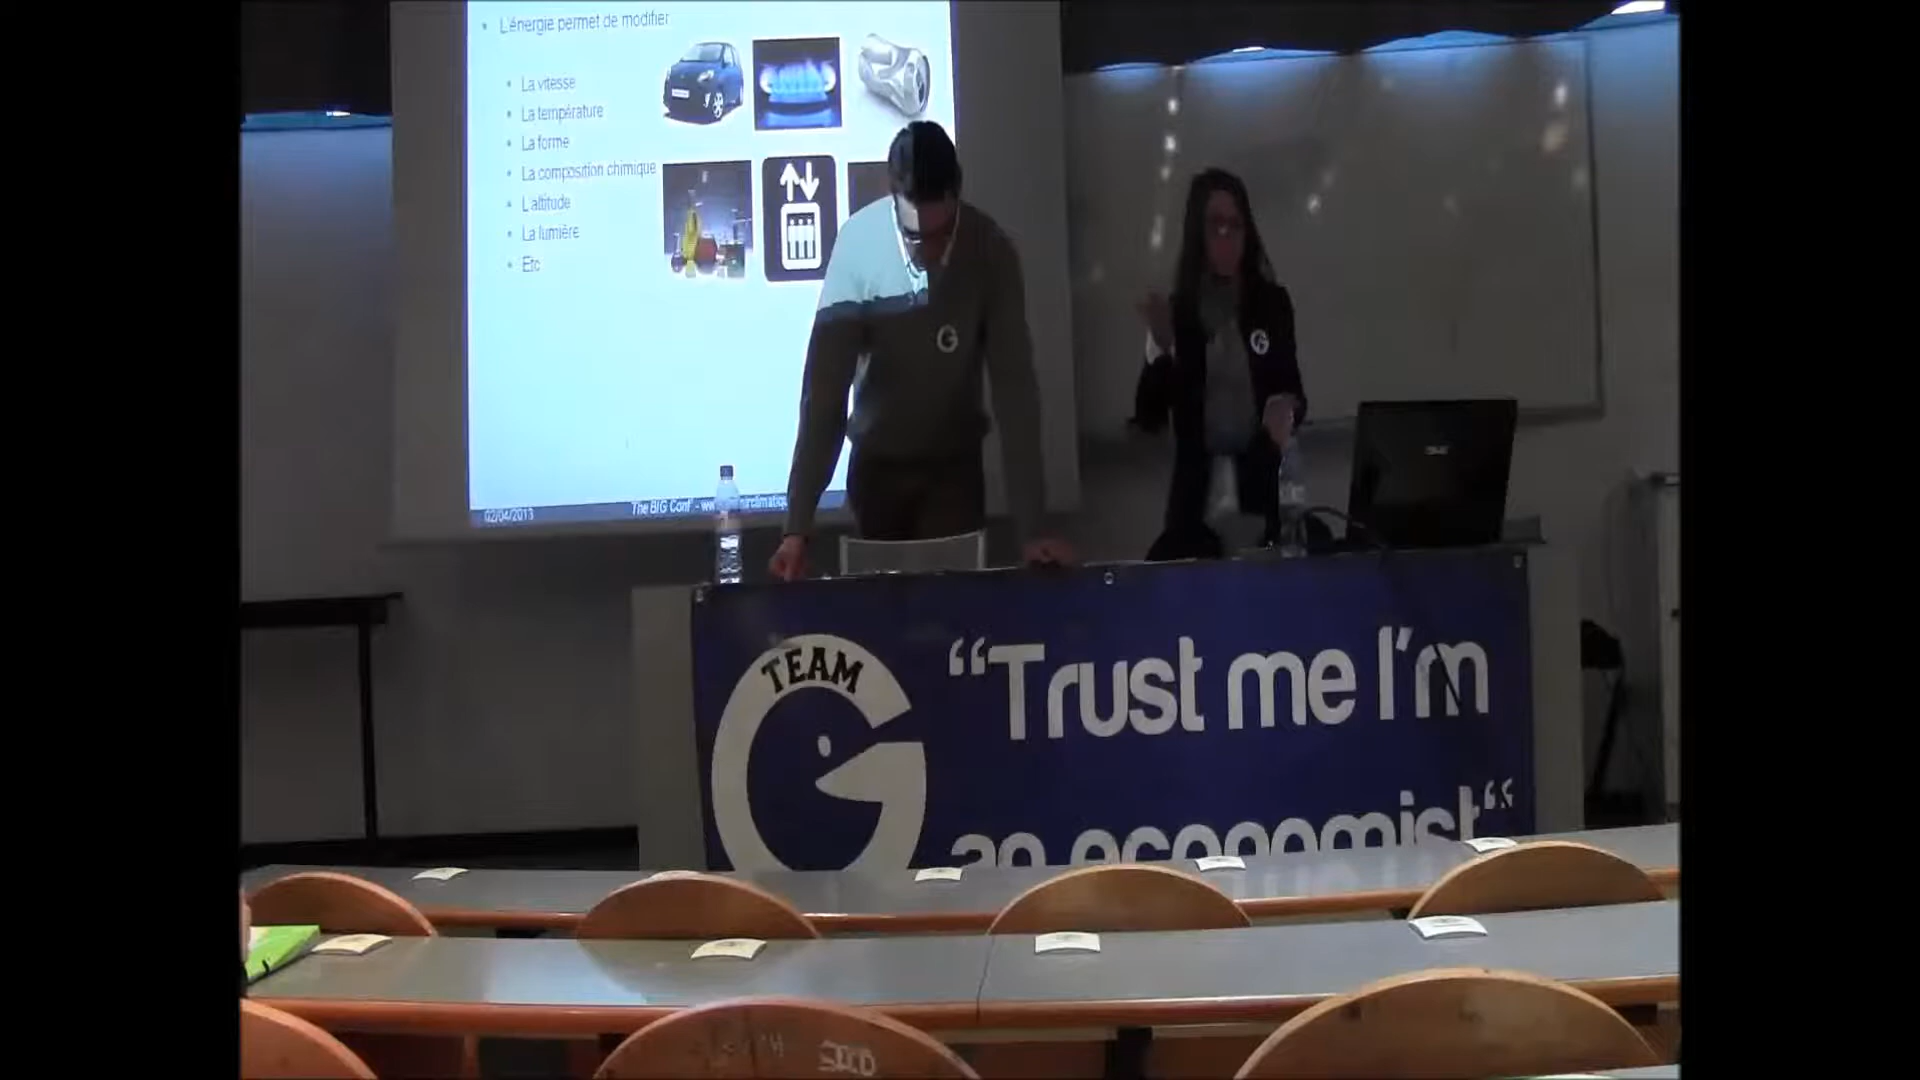 L'énergie permet de modifier
La vitesse
La température
La forme
La composition chimique
L'altitude
La lumière
Etc
02/04/2013
The BIG Conf' - 
TEAM
G
G
“Trust me I'm
an economist“